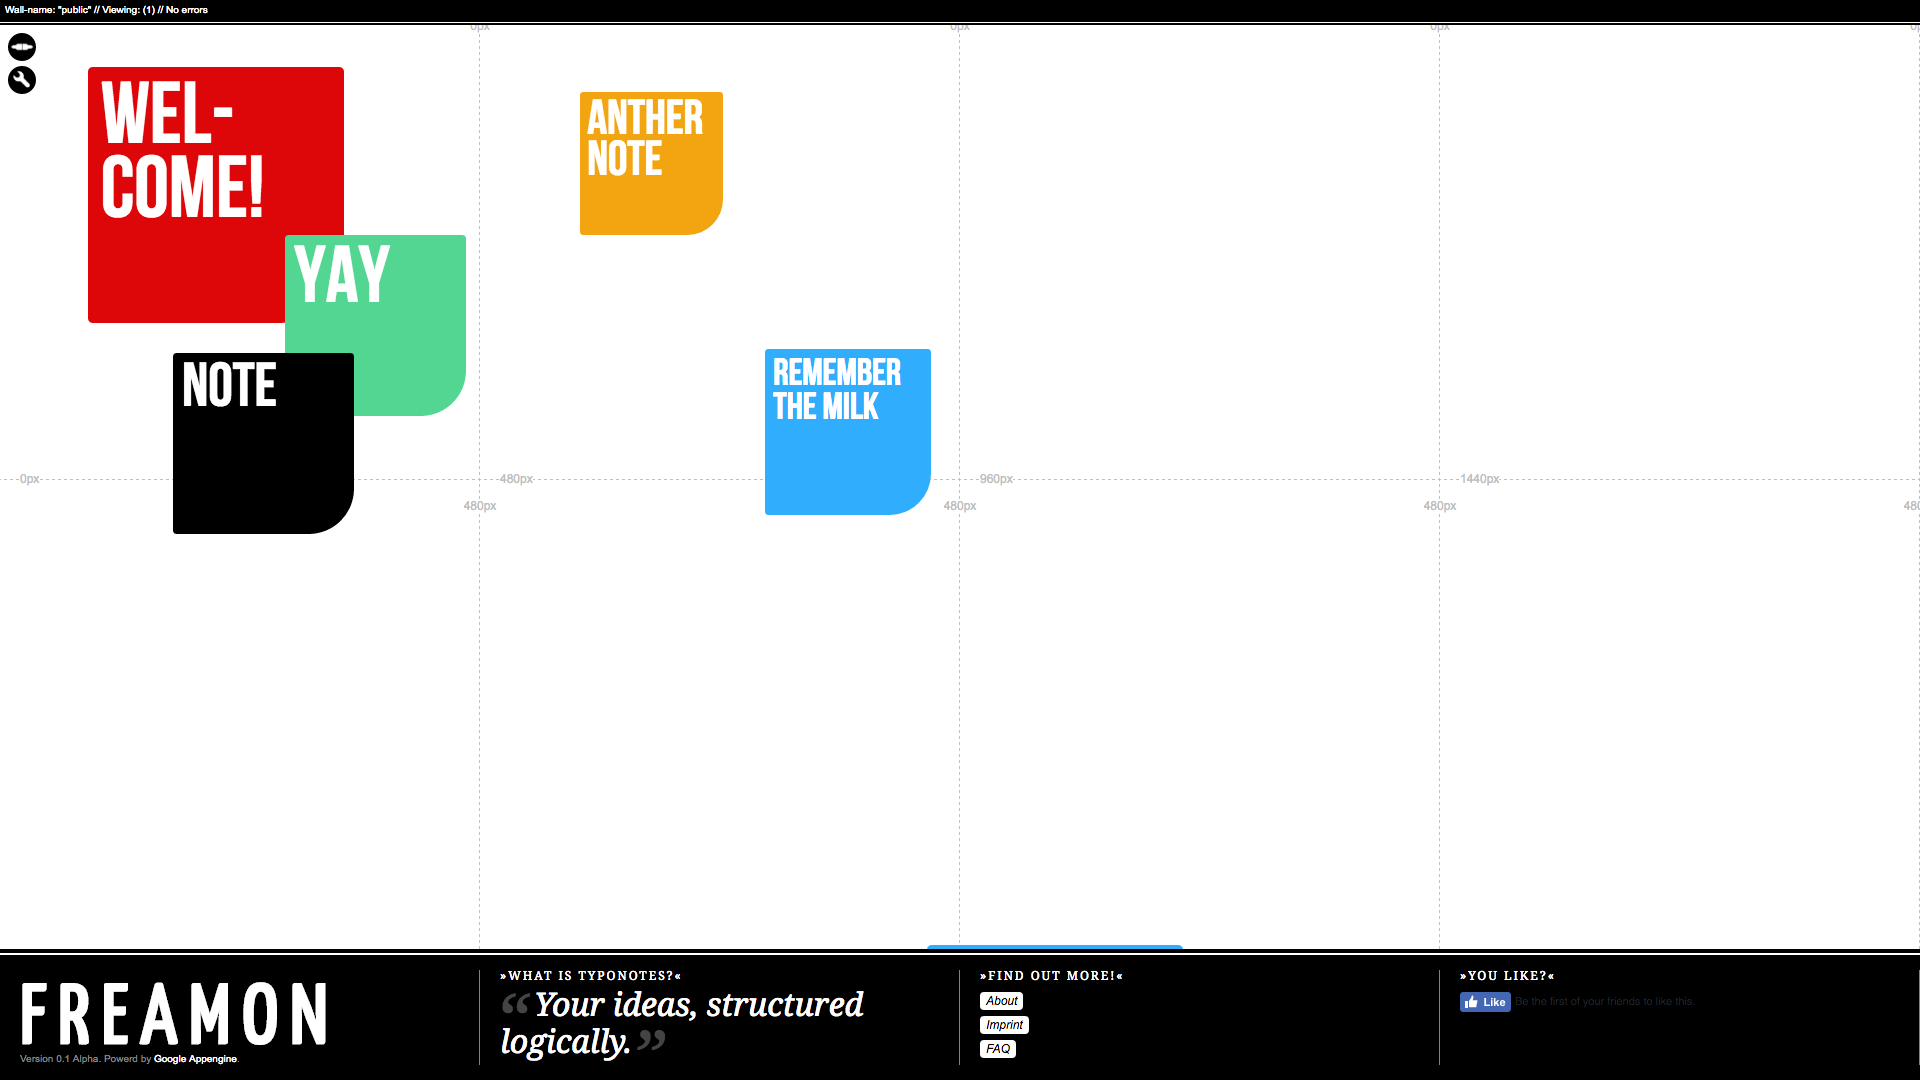 Wall-name: "public" // Viewing: (1) // No errors
0px 0px 0px
WEL-
COME!
ANTHER
NOTE
YAY
NOTE
REMEMBER
THE MILK
0px 480px 960px 1440px
480px 480px 480px 480
»WHAT IS TYPONOTES?«
“Your ideas, structured
logically.”
»FIND OUT MORE!«
About
Imprint
FAQ
»YOU LIKE?«
Like Be the first of your friends to like this.
FREAMON
Version 0.1 Alpha. Powerd by Google Appengine.